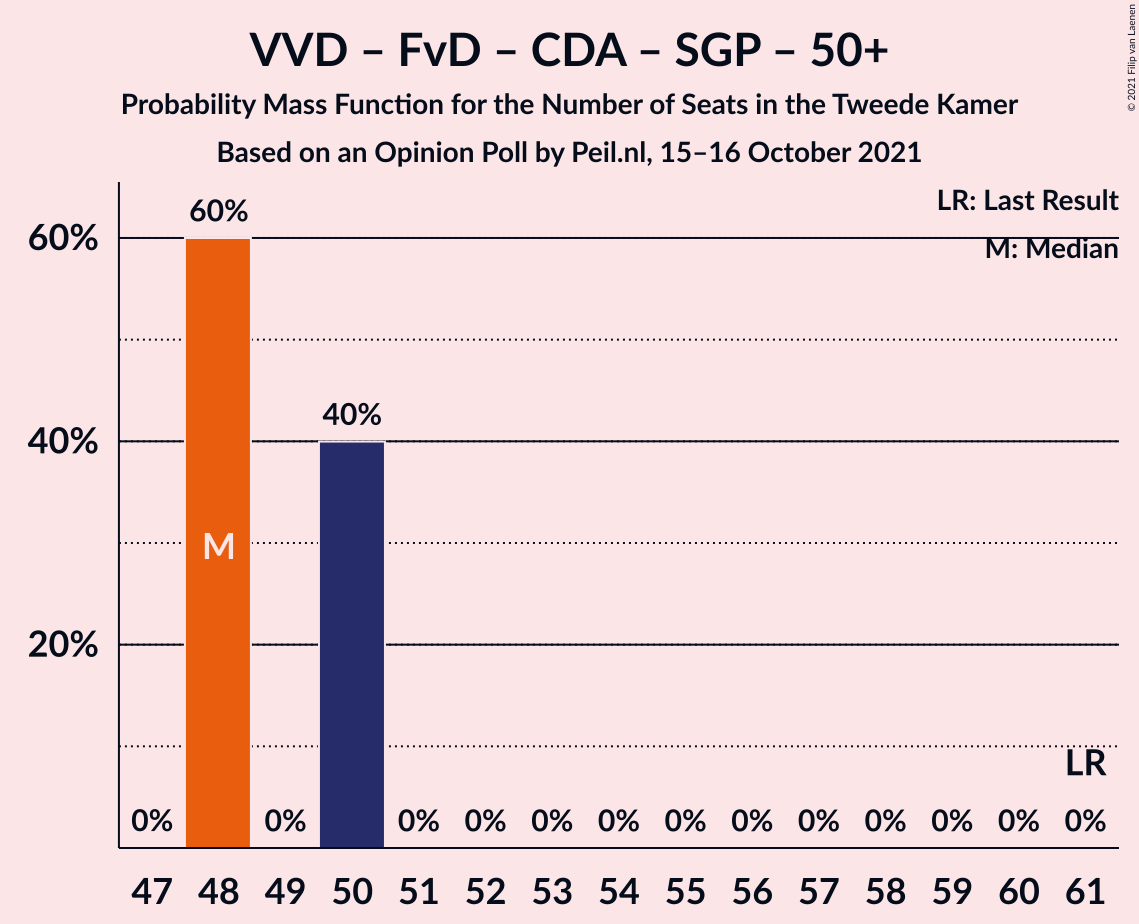 VVD – FvD – CDA – SGP – 50+
Probability Mass Function for the Number of Seats in the Tweede Kamer
Based on an Opinion Poll by Peil.nl, 15–16 October 2021
© 2021 Filip van Laenen
LR: Last Result
M: Median
60%
40%
20%
60%
40%
M
LR
0% 0% 0% 0% 0% 0% 0% 0% 0% 0% 0% 0% 0%
47 48 49 50 51 52 53 54 55 56 57 58 59 60 61